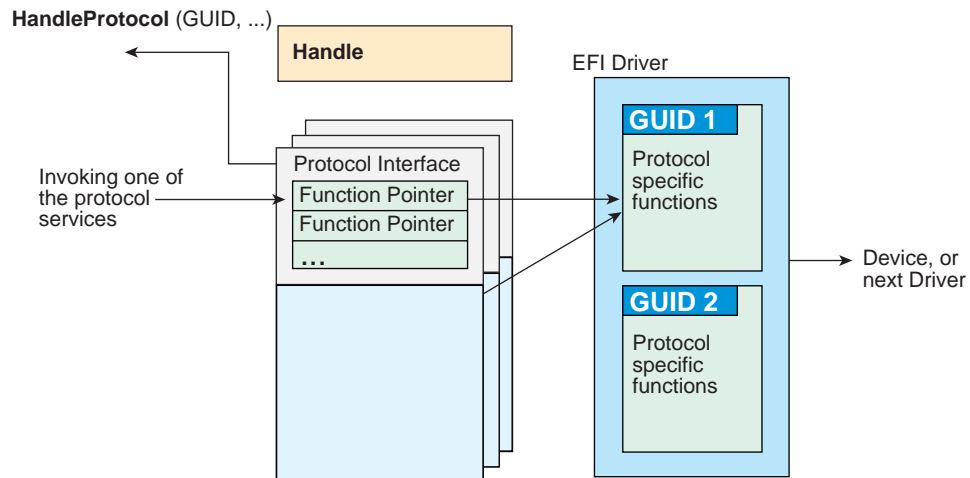 HandleProtocol (GUID, ...)
Handle
EFI Driver
GUID 1
Protocol Interface
Protocol
specific
functions
Invoking one of
the protocol
services
Function Pointer
Function Pointer
...
Device, or
next Driver
GUID 2
Protocol
specific
functions